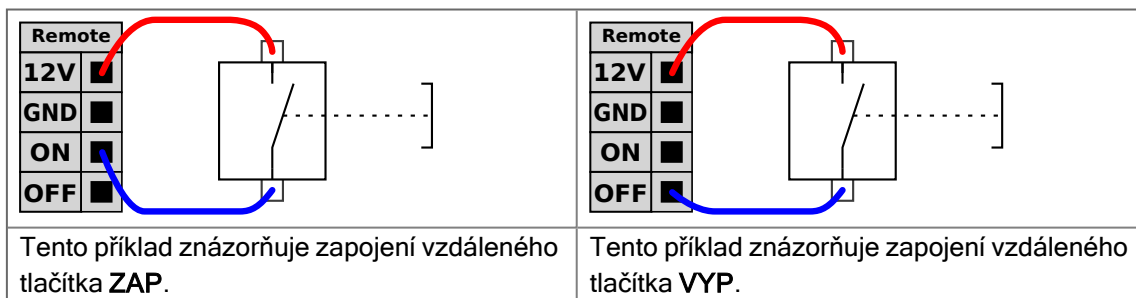 Remote
12V
GND
ON
OFF
Tento příklad znázorňuje zapojení vzdáleného
tlačítka ZAP.
Remote
12V
GND
ON
OFF
Tento příklad znázorňuje zapojení vzdáleného
tlačítka VYP.